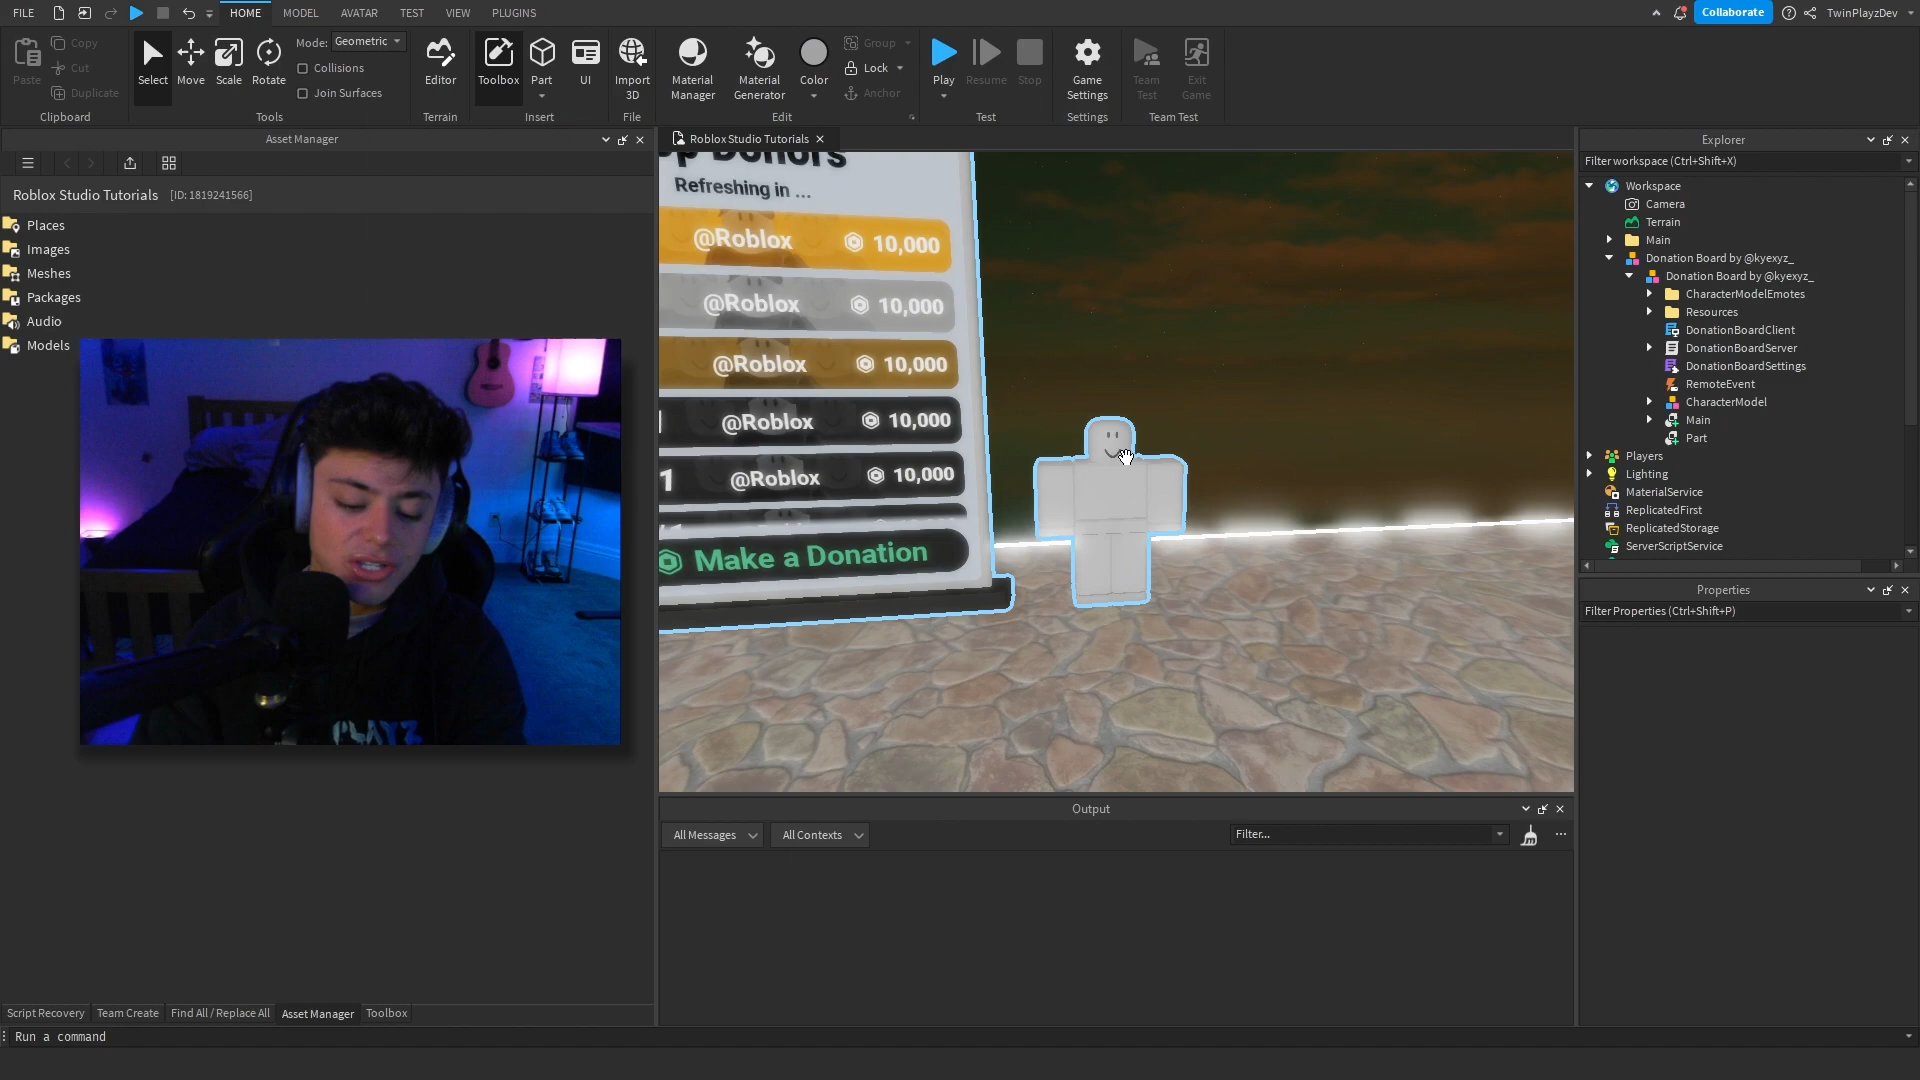 FILE
HOME
MODEL
AVATAR
TEST
VIEW
PLUGINS
Collaborate
TwinPlayzDev
Paste
Copy
Cut
Duplicate
Clipboard
Select
Move
Scale
Rotate
Mode: Geometric
Collisions
Join Surfaces
Tools
Editor
Terrain
Toolbox
Part
UI
Insert
Import
3D
File
Material
Manager
Material
Generator
Color
Group
Lock
Anchor
Edit
Play
Resume
Stop
Test
Game
Settings
Settings
Team
Test
Exit
Game
Team Test
Asset Manager
Roblox Studio Tutorials [ID: 1819241566]
Places
Images
Meshes
Packages
Audio
Models
PLAYZ
Script Recovery
Team Create
Find All / Replace All
Asset Manager
Toolbox
Run a command
Roblox Studio Tutorials
Donors
Refreshing in ...
@Roblox 10,000
@Roblox 10,000
@Roblox 10,000
@Roblox 10,000
1 @Roblox 10,000
Make a Donation
Output
All Messages
All Contexts
Filter...
Explorer
Filter workspace (Ctrl+Shift+X)
Workspace
Camera
Terrain
Main
Donation Board by @kyexyz_
Donation Board by @kyexyz_
CharacterModelEmotes
Resources
DonationBoardClient
DonationBoardServer
DonationBoardSettings
RemoteEvent
CharacterModel
Main
Part
Players
Lighting
MaterialService
ReplicatedFirst
ReplicatedStorage
ServerScriptService
Properties
Filter Properties (Ctrl+Shift+P)